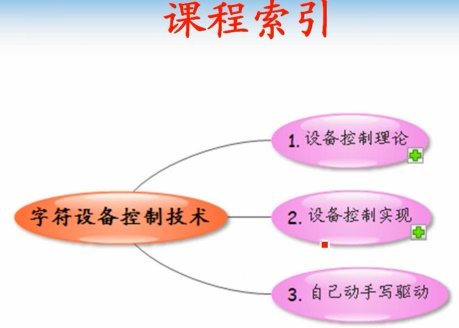 课程索引
1. 设备控制理论
字符设备控制技术
2. 设备控制实现
3. 自己动手写驱动